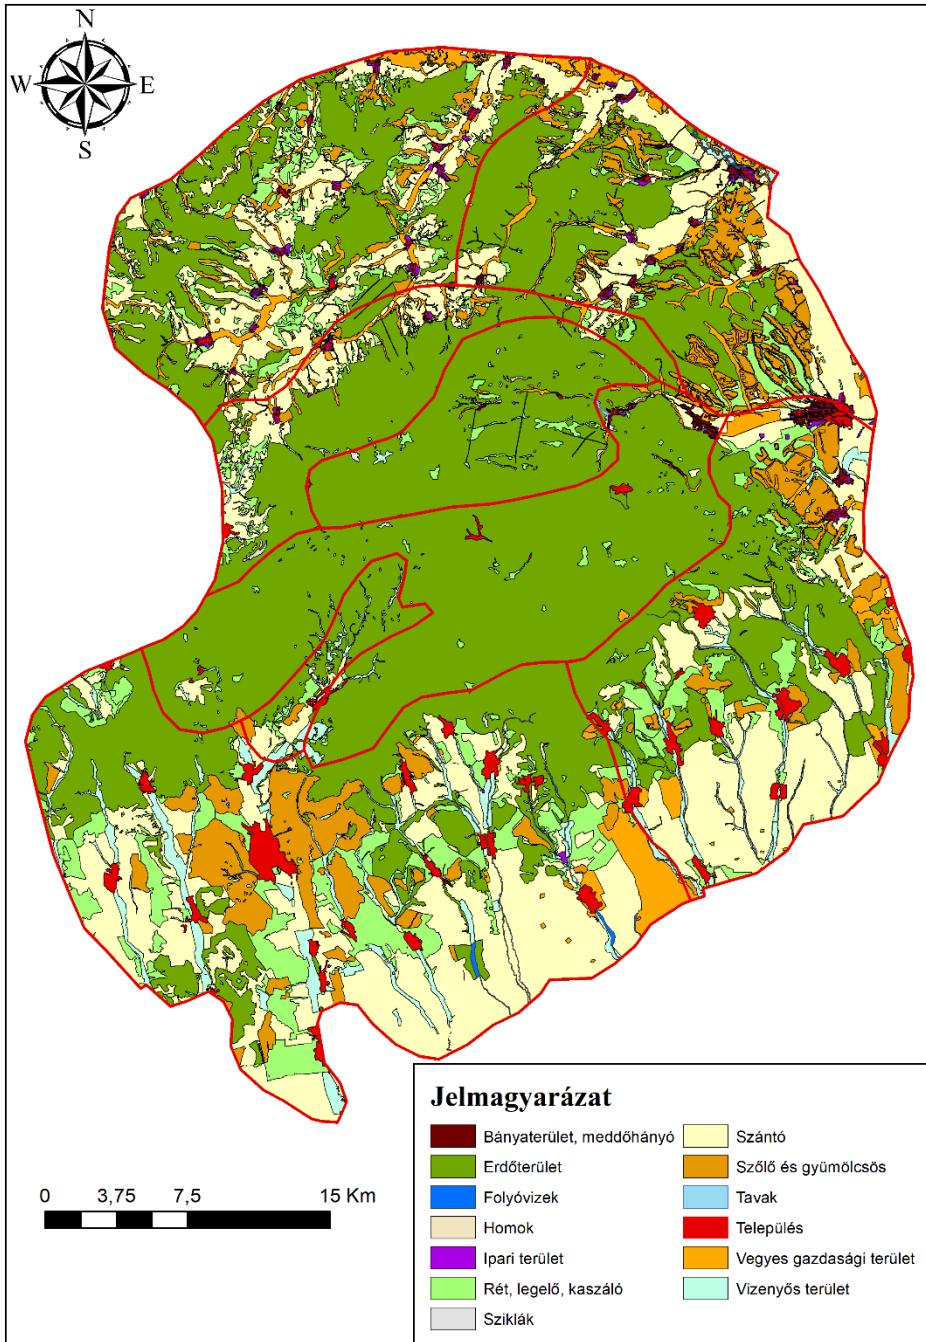 N
W E
S
Jelmagyarázat
Bányaterület, meddőhányó
Erdőterület
Folyóvizek
Homok
Ipari terület
Rét, legelő, kaszáló
Sziklák
Szántó
Szőlő és gyümölcsös
Tavak
Település
Vegyes gazdasági terület
Vizenyős terület
0 3,75 7,5 15 Km